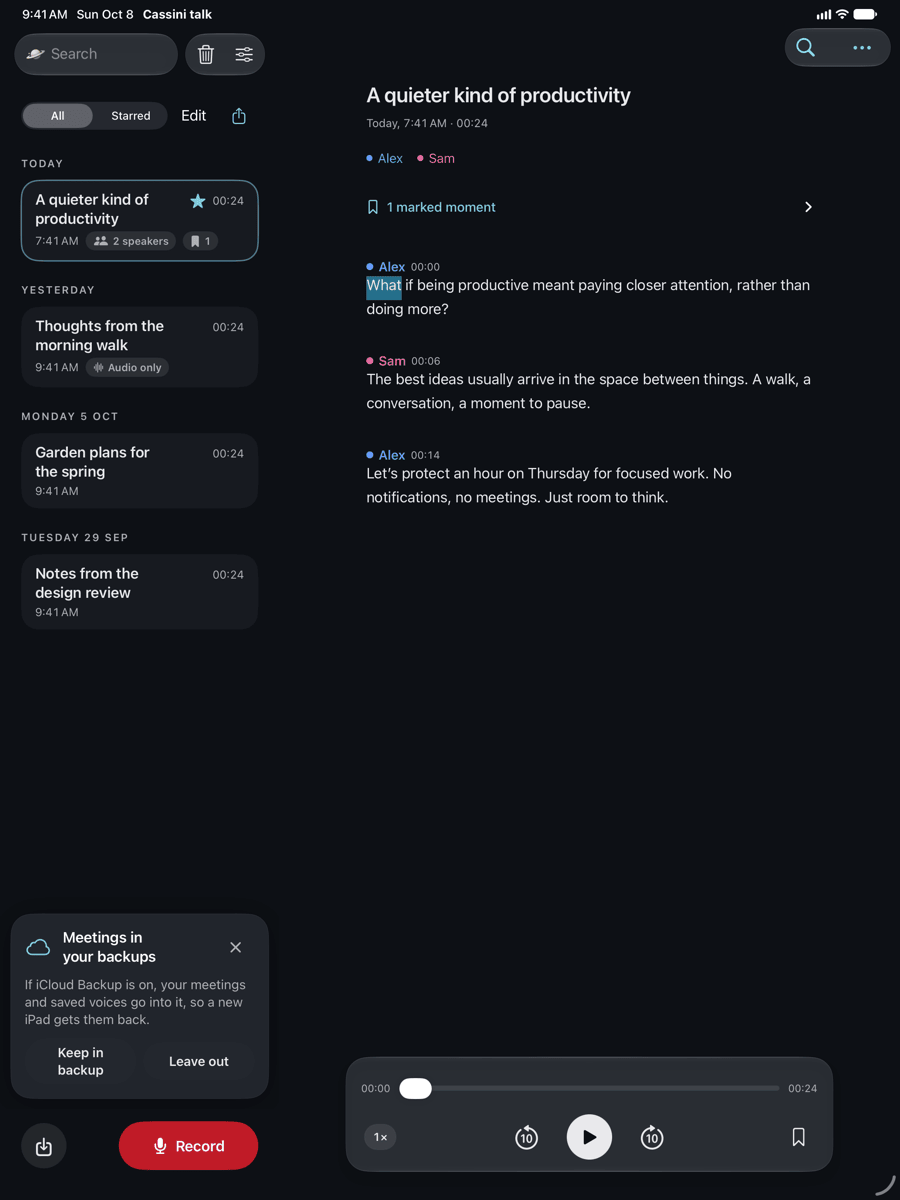 9:41 AM Sun Oct 8 Cassini talk
Search
All Starred Edit
TODAY
A quieter kind of productivity 00:24
7:41 AM 2 speakers 1
YESTERDAY
Thoughts from the morning walk 00:24
9:41 AM Audio only
MONDAY 5 OCT
Garden plans for the spring 00:24
9:41 AM
TUESDAY 29 SEP
Notes from the design review 00:24
9:41 AM
Meetings in
your backups
If iCloud Backup is on, your meetings
and saved voices go into it, so a new
iPad gets them back.
Keep in backup
Leave out
Record
A quieter kind of productivity
Today, 7:41 AM · 00:24
Alex Sam
1 marked moment
Alex 00:00
What if being productive meant paying closer attention, rather than
doing more?
Sam 00:06
The best ideas usually arrive in the space between things. A walk, a
conversation, a moment to pause.
Alex 00:14
Let’s protect an hour on Thursday for focused work. No
notifications, no meetings. Just room to think.
00:00 00:24
1× 10 10